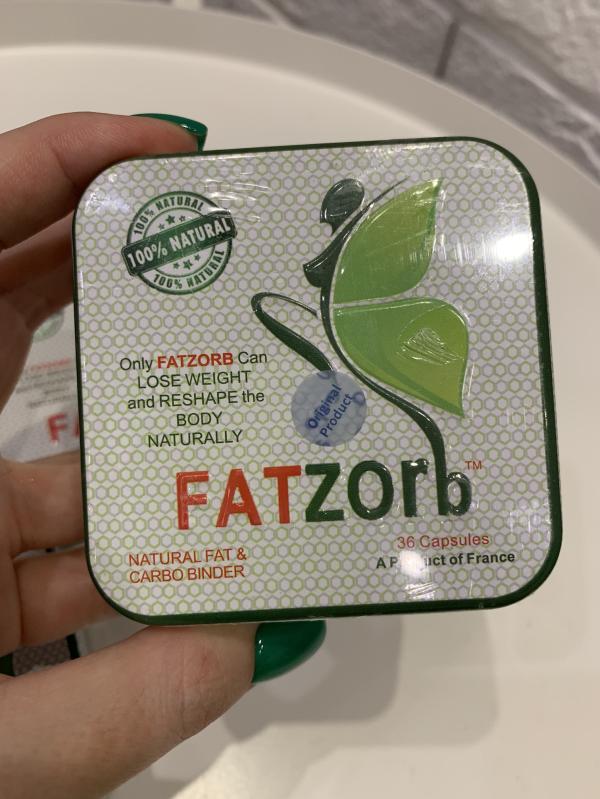 100% NATURAL
100% NATURAL
100% NATURAL
Only FATZORB Can
LOSE WEIGHT
and RESHAPE the
BODY
NATURALLY
Original
Product
FATZorb™
NATURAL FAT &
CARBO BINDER
36 Capsules
of France